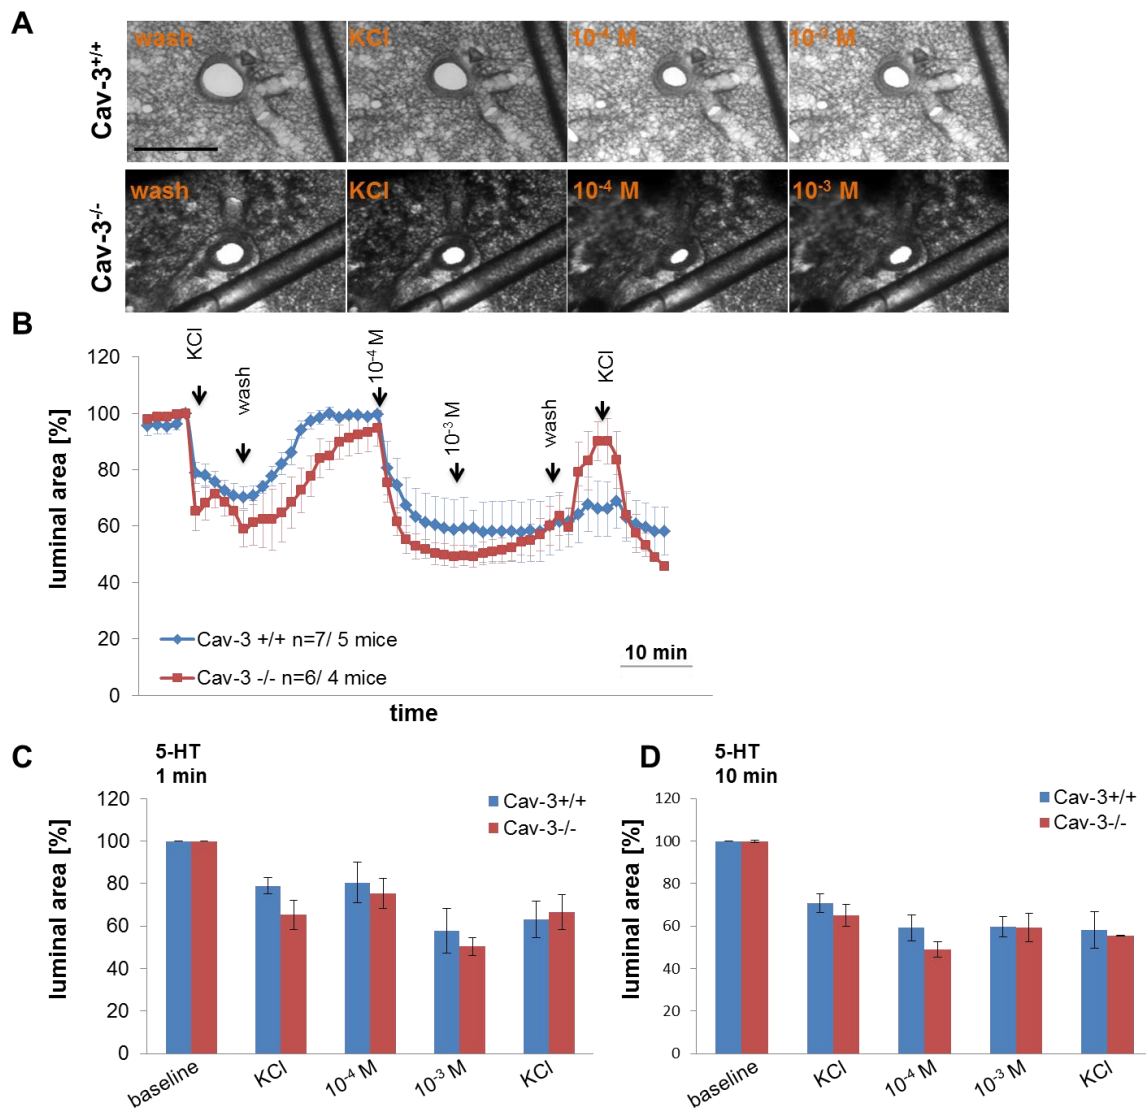 A
wash KCl 10⁻⁴ M 10⁻³ M
Cav-3⁺/⁺
wash KCl 10⁻⁴ M 10⁻³ M
Cav-3⁻/⁻
B
KCl wash 10⁻⁴ M 10⁻³ M wash KCl
luminal area [%]
120
100
80
60
40
20
0
Cav-3 +/+ n=7/ 5 mice
Cav-3 -/- n=6/ 4 mice
10 min
time
C
5-HT
1 min
Cav-3+/+
Cav-3-/-
luminal area [%]
120
100
80
60
40
20
0
baseline KCl 10⁻⁴ M 10⁻³ M KCl
D
5-HT
10 min
Cav-3+/+
Cav-3-/-
luminal area [%]
120
100
80
60
40
20
0
baseline KCl 10⁻⁴ M 10⁻³ M KCl